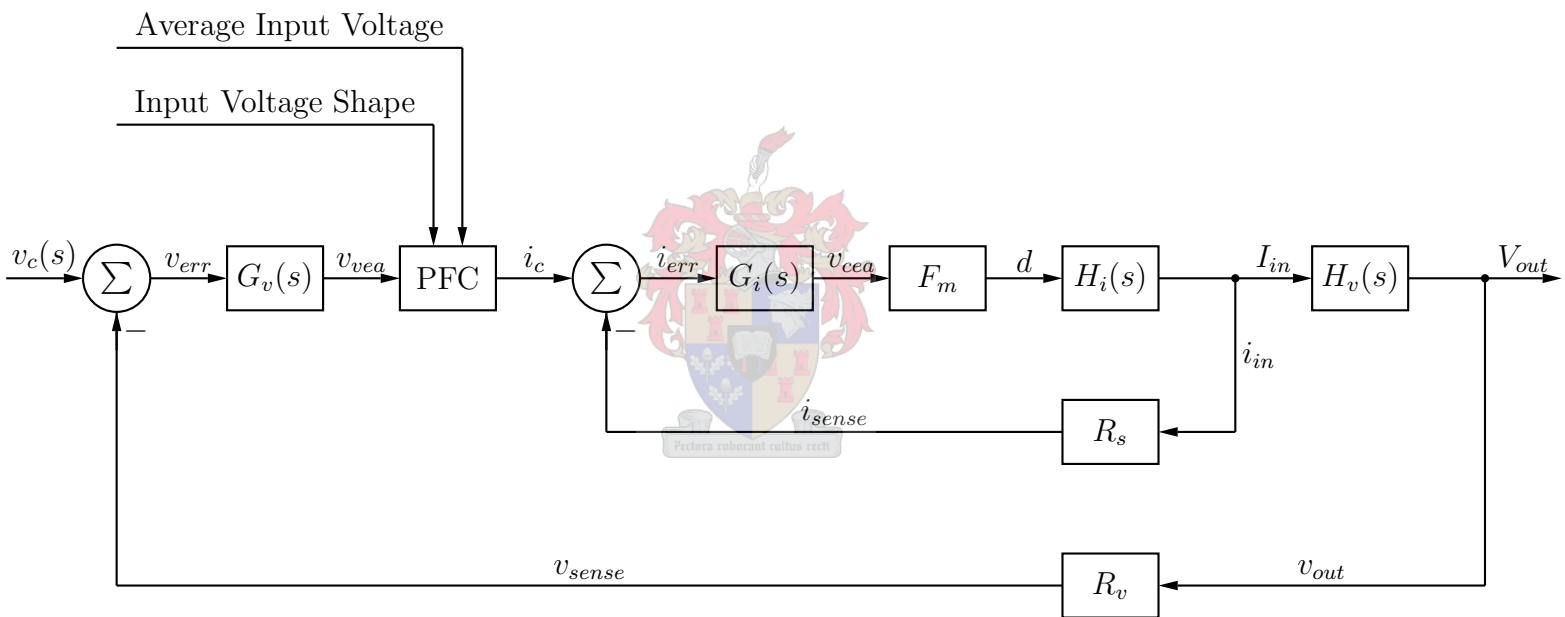 Average Input Voltage
Input Voltage Shape
v_c(s)
∑
v_err
G_v(s)
v_vea
PFC
i_c
∑
i_err
G_i(s)
v_cea
F_m
d
H_i(s)
I_in
H_v(s)
V_out
−
−
i_in
i_sense
R_s
Pectora roborant cultus recti
v_sense
R_v
v_out